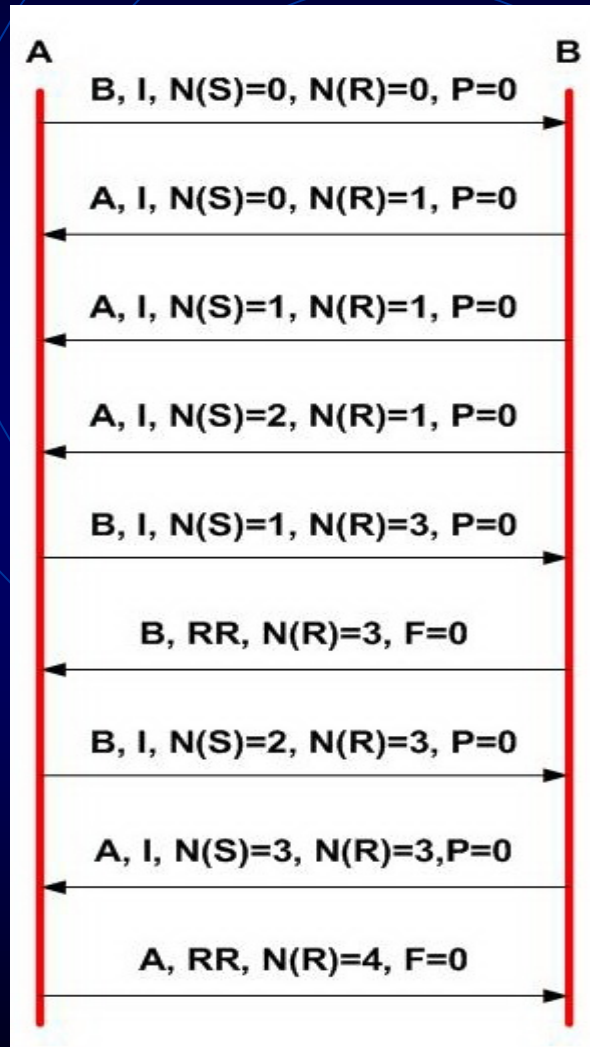 A B
B, I, N(S)=0, N(R)=0, P=0
A, I, N(S)=0, N(R)=1, P=0
A, I, N(S)=1, N(R)=1, P=0
A, I, N(S)=2, N(R)=1, P=0
B, I, N(S)=1, N(R)=3, P=0
B, RR, N(R)=3, F=0
B, I, N(S)=2, N(R)=3, P=0
A, I, N(S)=3, N(R)=3,P=0
A, RR, N(R)=4, F=0